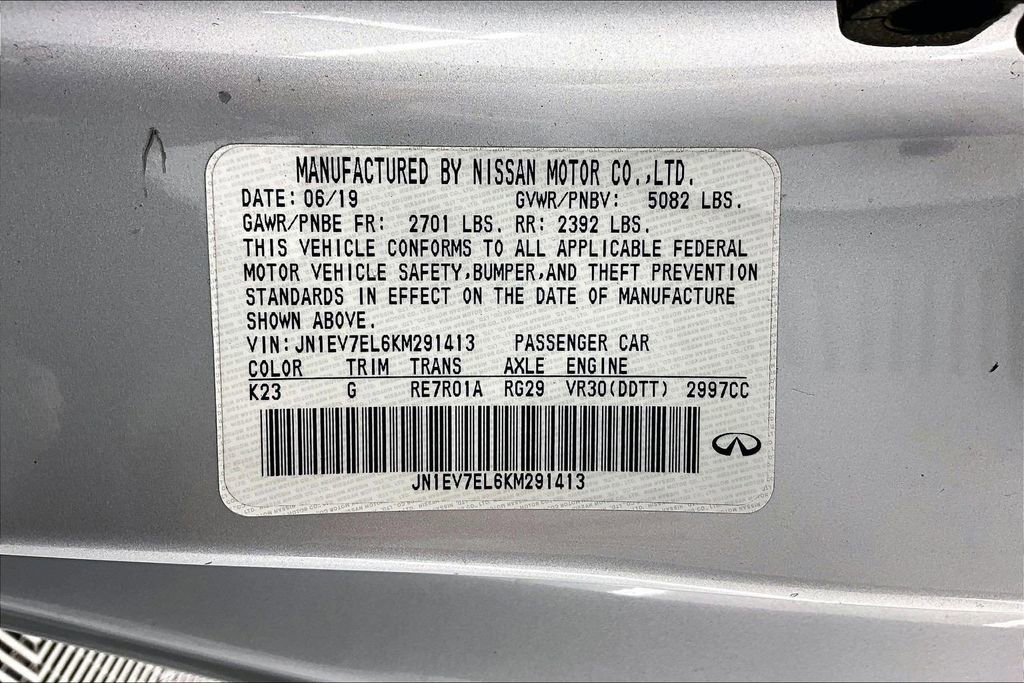 MANUFACTURED BY NISSAN MOTOR CO.,LTD.
DATE: 06/19 GVWR/PNBV: 5082 LBS.
GAWR/PNBE FR: 2701 LBS. RR: 2392 LBS.
THIS VEHICLE CONFORMS TO ALL APPLICABLE FEDERAL
MOTOR VEHICLE SAFETY,BUMPER,AND THEFT PREVENTION
STANDARDS IN EFFECT ON THE DATE OF MANUFACTURE
SHOWN ABOVE.
VIN: JN1EV7EL6KM291413 PASSENGER CAR
COLOR TRIM TRANS AXLE ENGINE
K23 G RE7R01A RG29 VR30(DDTT) 2997CC
JN1EV7EL6KM291413